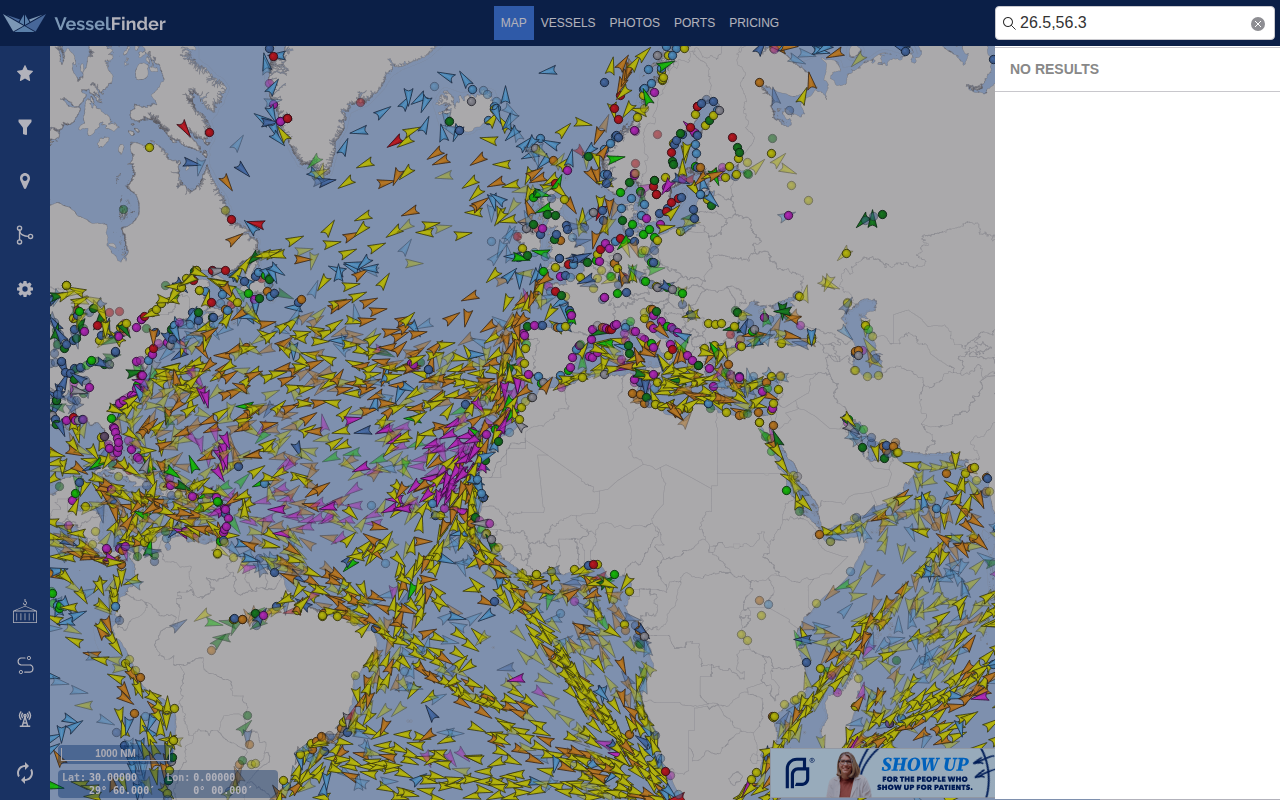 VesselFinder
MAP VESSELS PHOTOS PORTS PRICING
26.5,56.3
NO RESULTS
1000 NM
Lat: 30.00000 Lon: 0.00000
29° 60.000' 0° 00.000'
SHOW UP
FOR THE PEOPLE WHO
SHOW UP FOR PATIENTS.